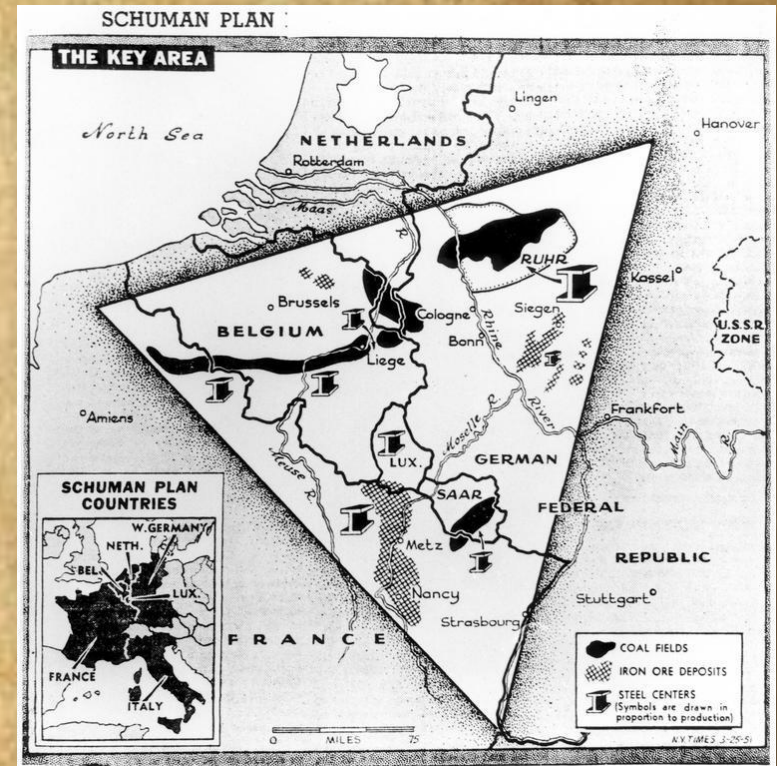 SCHUMAN PLAN
THE KEY AREA
North Sea
Lingen
Hanover
NETHERLANDS
Rotterdam
Maas
R.
RUHR
Kassel
Brussels
Cologne
Siegen
BELGIUM
Bonn
Rhine
U.S.S.R.
ZONE
Liege
Amiens
River
Frankfort
Moselle R.
Main
R.
LUX.
GERMAN
Meuse R.
SAAR
FEDERAL
Metz
REPUBLIC
Nancy
Stuttgart
Strasbourg
FRANCE
SCHUMAN PLAN
COUNTRIES
W.GERMANY
NETH.
BEL.
LUX.
FRANCE
ITALY
0 MILES 75
COAL FIELDS
IRON ORE DEPOSITS
STEEL CENTERS
(Symbols are drawn in
proportion to production)
N.Y.TIMES 3-25-51